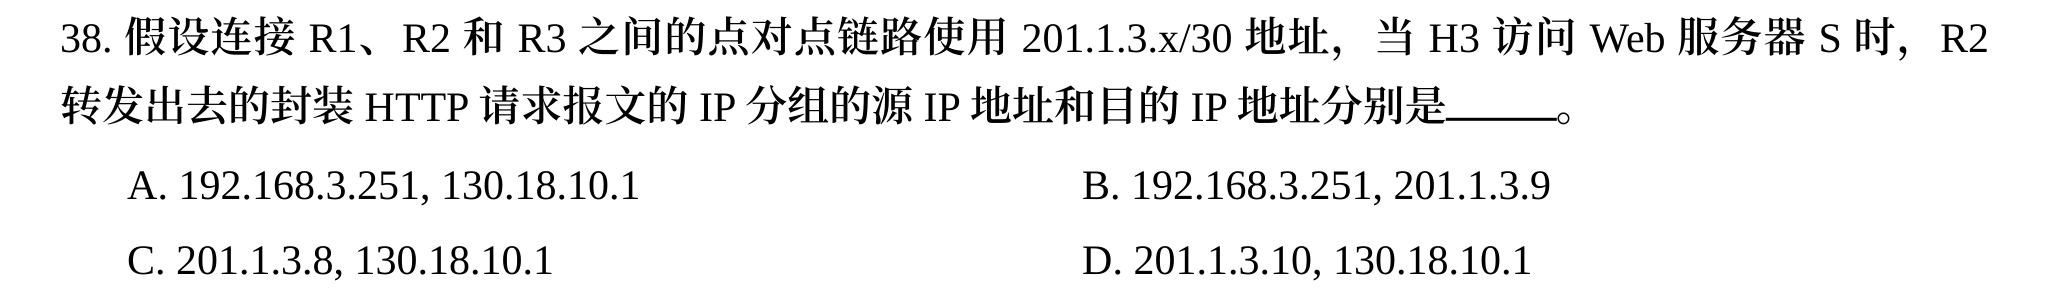 38. 假设连接 R1、R2 和 R3 之间的点对点链路使用 201.1.3.x/30 地址，当 H3 访问 Web 服务器 S 时，R2
转发出去的封装 HTTP 请求报文的 IP 分组的源 IP 地址和目的 IP 地址分别是_____。
A. 192.168.3.251, 130.18.10.1
B. 192.168.3.251, 201.1.3.9
C. 201.1.3.8, 130.18.10.1
D. 201.1.3.10, 130.18.10.1